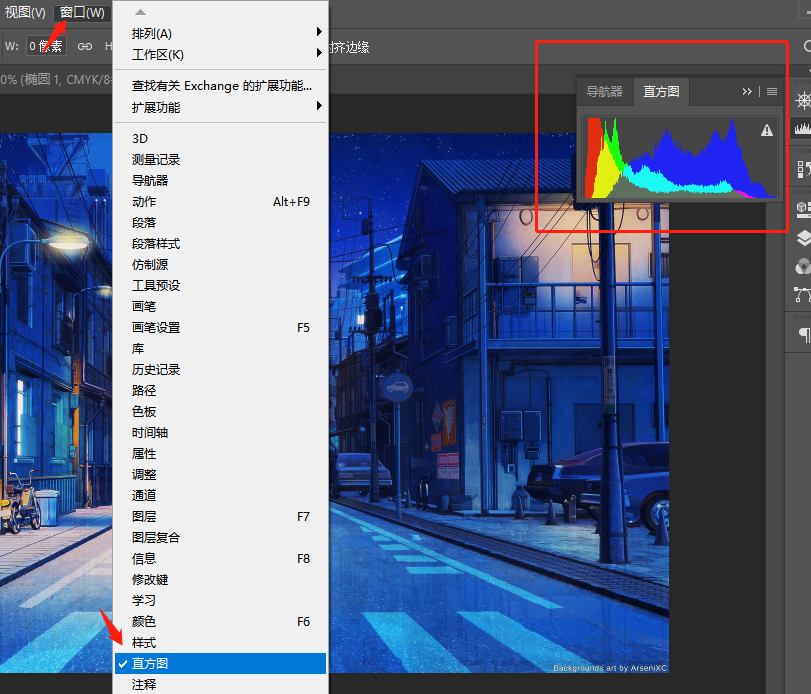 视图(V) 窗口(W)
W: 0 像素 H
对齐边缘
0% (椭圆 1, CMYK/8
排列(A)
工作区(K)
查找有关 Exchange 的扩展功能...
扩展功能
3D
测量记录
导航器
动作 Alt+F9
段落
段落样式
仿制源
工具预设
画笔
画笔设置 F5
库
历史记录
路径
色板
时间轴
属性
调整
通道
图层 F7
图层复合
信息 F8
修改键
学习
颜色 F6
样式
直方图
注释
导航器 直方图
Backgrounds art by ArseniXC